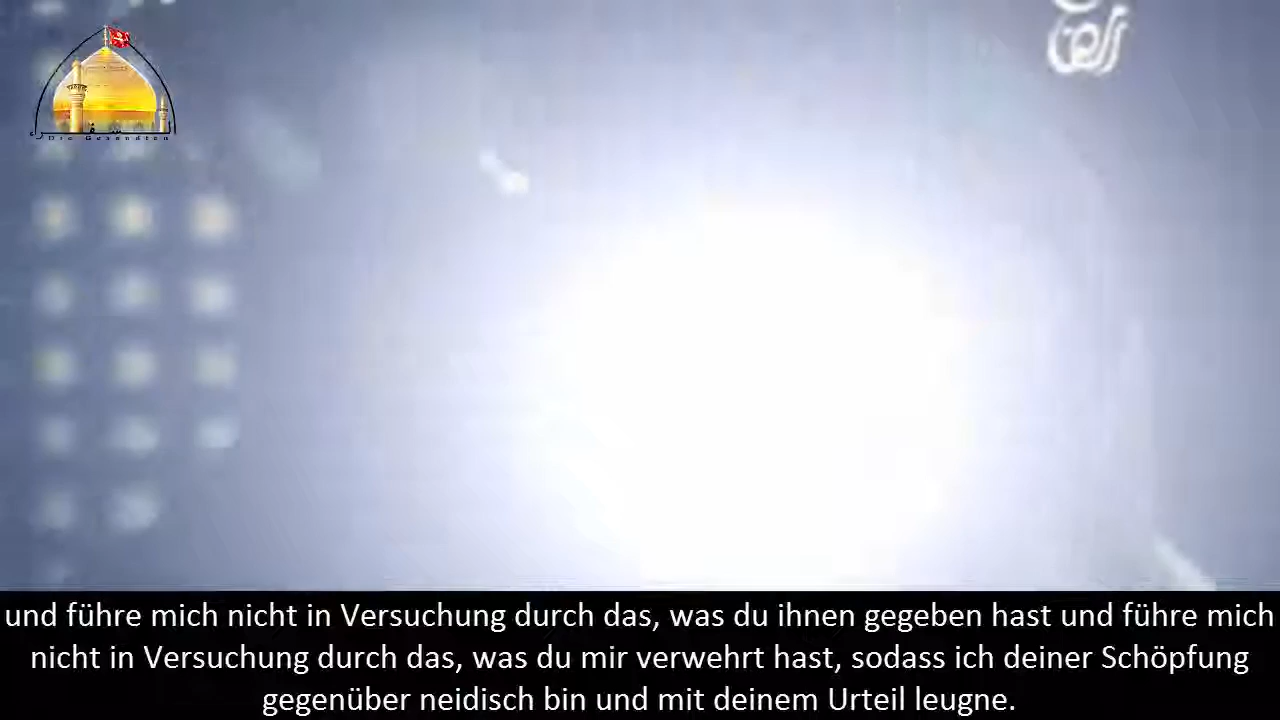 Die Gesandten
und führe mich nicht in Versuchung durch das, was du ihnen gegeben hast und führe mich
nicht in Versuchung durch das, was du mir verwehrt hast, sodass ich deiner Schöpfung
gegenüber neidisch bin und mit deinem Urteil leugne.